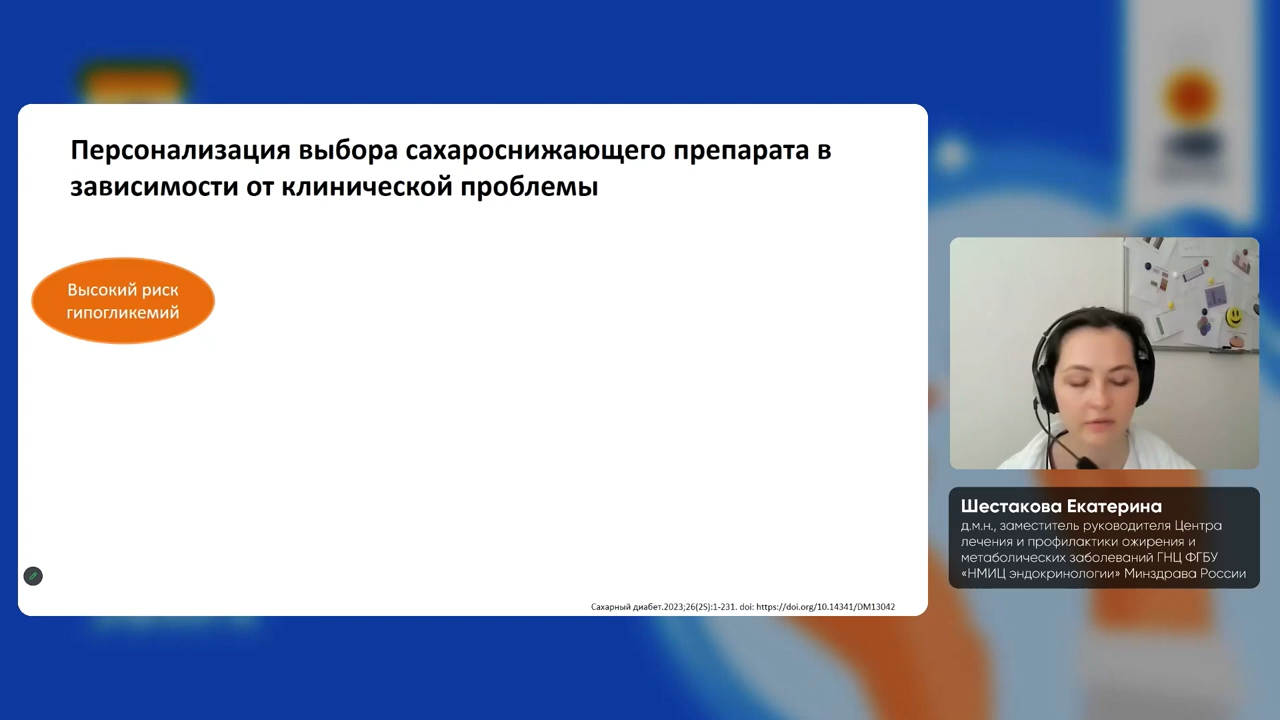 Персонализация выбора сахароснижающего препарата в
зависимости от клинической проблемы
Высокий риск
гипогликемий
Сахарный диабет.2023;26(2S):1-231. doi: https://doi.org/10.14341/DM13042
Шестакова Екатерина
д.м.н., заместитель руководителя Центра
лечения и профилактики ожирения и
метаболических заболеваний ГНЦ ФГБУ
«НМИЦ эндокринологии» Минздрава России